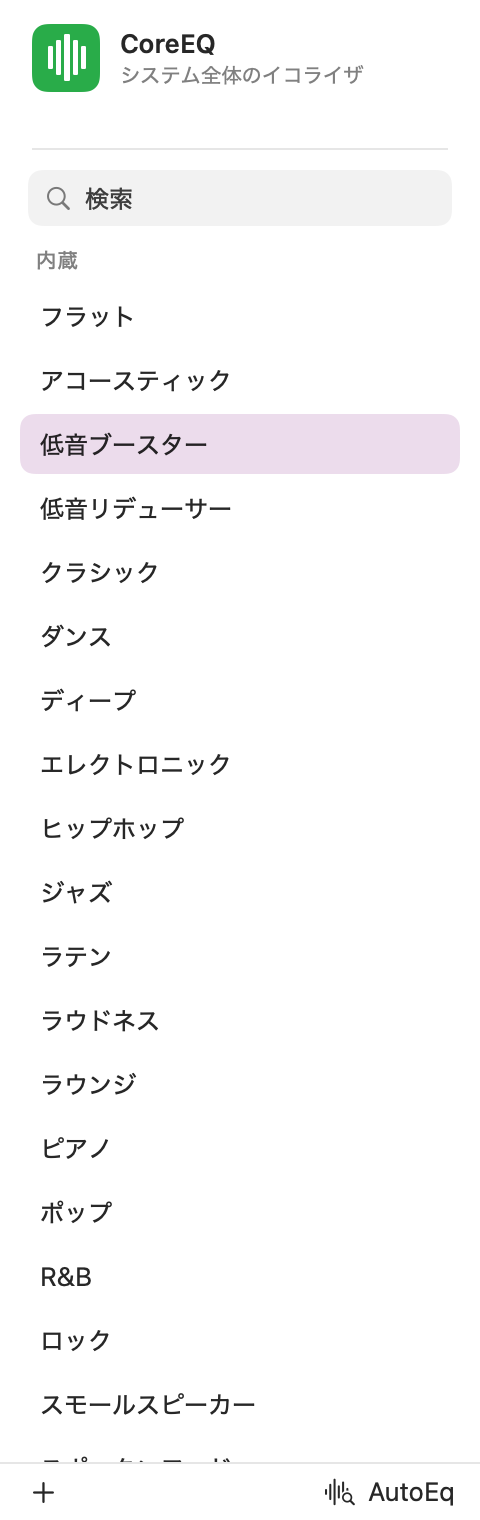 CoreEQ
システム全体のイコライザ
検索
内蔵
フラット
アコースティック
低音ブースター
低音リデューサー
クラシック
ダンス
ディープ
エレクトロニック
ヒップホップ
ジャズ
ラテン
ラウドネス
ラウンジ
ピアノ
ポップ
R&B
ロック
スモールスピーカー
AutoEq